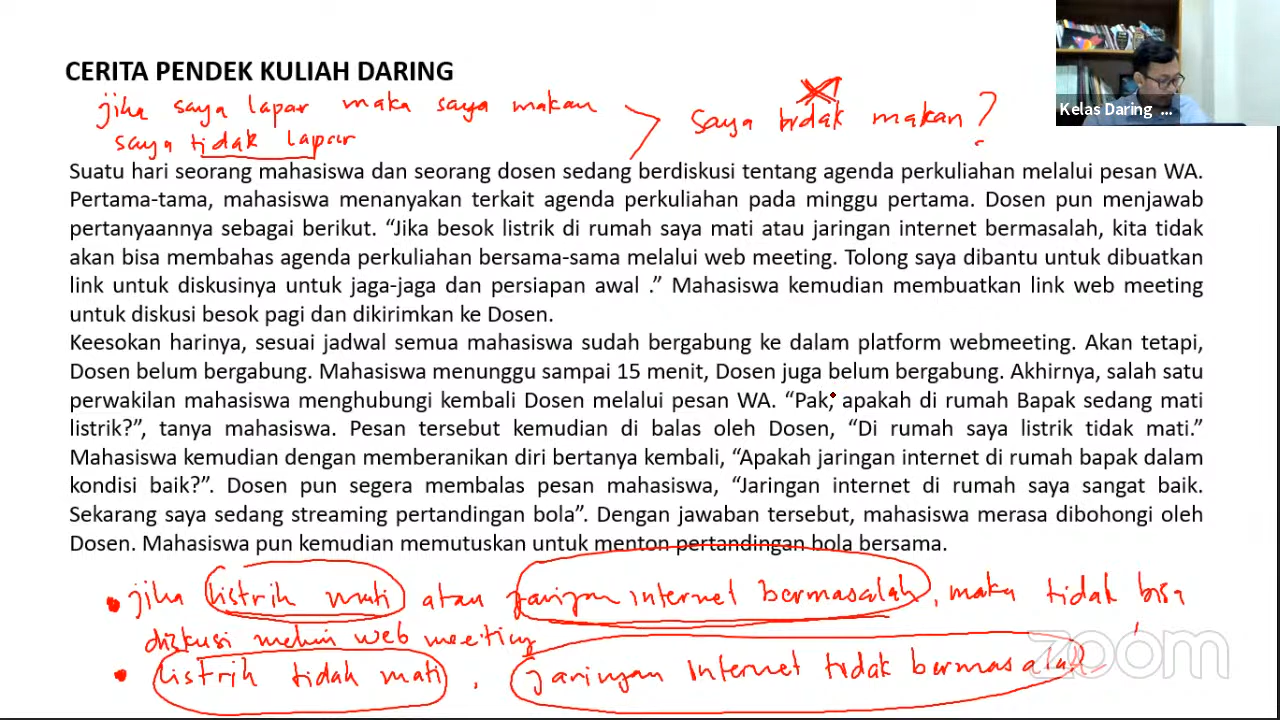 CERITA PENDEK KULIAH DARING
jika saya lapar maka saya makan
saya tidak lapar
saya tidak makan ?
Kelas Daring ...
Suatu hari seorang mahasiswa dan seorang dosen sedang berdiskusi tentang agenda perkuliahan melalui pesan WA.
Pertama-tama, mahasiswa menanyakan terkait agenda perkuliahan pada minggu pertama. Dosen pun menjawab
pertanyaannya sebagai berikut. “Jika besok listrik di rumah saya mati atau jaringan internet bermasalah, kita tidak
akan bisa membahas agenda perkuliahan bersama-sama melalui web meeting. Tolong saya dibantu untuk dibuatkan
link untuk diskusinya untuk jaga-jaga dan persiapan awal .” Mahasiswa kemudian membuatkan link web meeting
untuk diskusi besok pagi dan dikirimkan ke Dosen.
Keesokan harinya, sesuai jadwal semua mahasiswa sudah bergabung ke dalam platform webmeeting. Akan tetapi,
Dosen belum bergabung. Mahasiswa menunggu sampai 15 menit, Dosen juga belum bergabung. Akhirnya, salah satu
perwakilan mahasiswa menghubungi kembali Dosen melalui pesan WA. “Pak, apakah di rumah Bapak sedang mati
listrik?”, tanya mahasiswa. Pesan tersebut kemudian di balas oleh Dosen, “Di rumah saya listrik tidak mati.”
Mahasiswa kemudian dengan memberanikan diri bertanya kembali, “Apakah jaringan internet di rumah bapak dalam
kondisi baik?”. Dosen pun segera membalas pesan mahasiswa, “Jaringan internet di rumah saya sangat baik.
Sekarang saya sedang streaming pertandingan bola”. Dengan jawaban tersebut, mahasiswa merasa dibohongi oleh
Dosen. Mahasiswa pun kemudian memutuskan untuk menton pertandingan bola bersama.
• jika listrik mati atau jaringan internet bermasalah, maka tidak bisa
diskusi web meeting
• listrik tidak mati , jaringan internet tidak bermasalah
zoom